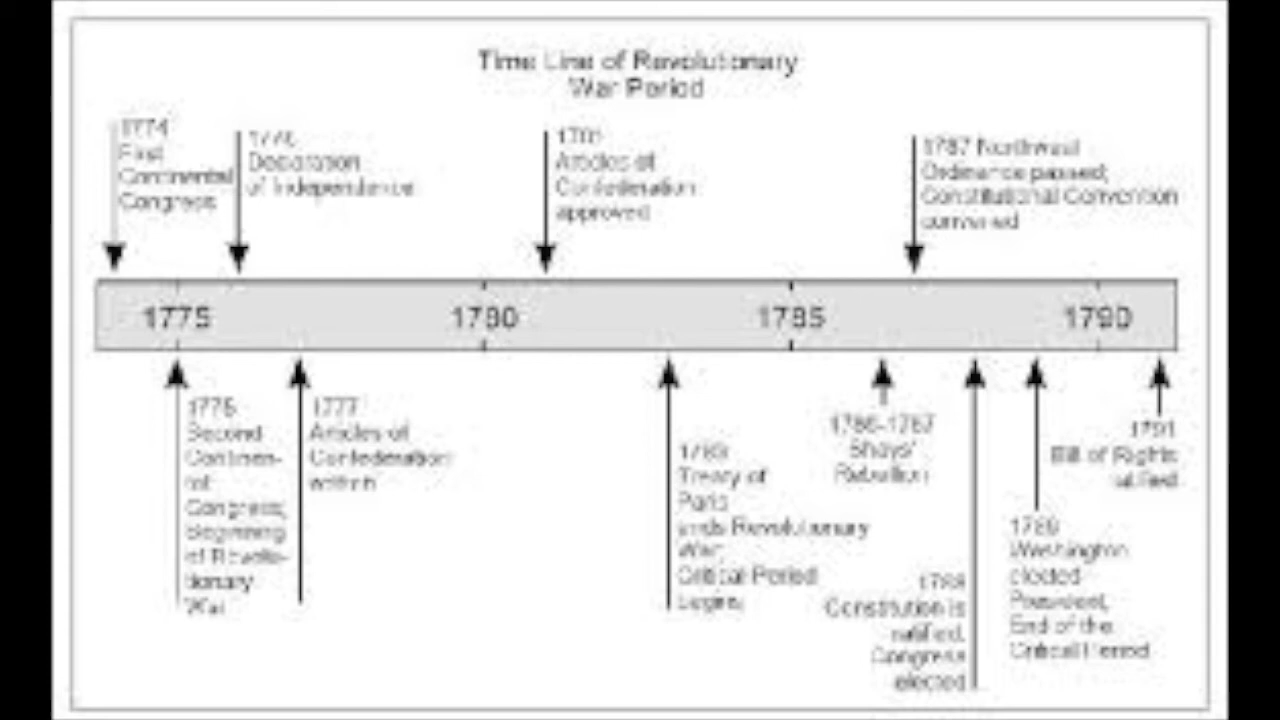 Time Line of Revolutionary
War Period
1774
First
Continental
Congress
1776
Declaration
of Independence
1781
Articles of
Confederation
approved
1787 Northwest
Ordinance passed;
Constitutional Convention
convened
1775
1780
1785
1790
1775
Second
Continen-
tal
Congress;
Beginning
of Revolu-
tionary
War
1777
Articles of
Confederation
written
1783
Treaty of
Paris
ends Revolutionary
War;
Critical Period
begins
1786-1787
Shays'
Rebellion
1788
Constitution is
ratified.
Congress
elected
1789
Washington
elected
President,
End of the
Critical Period
1791
Bill of Rights
ratified